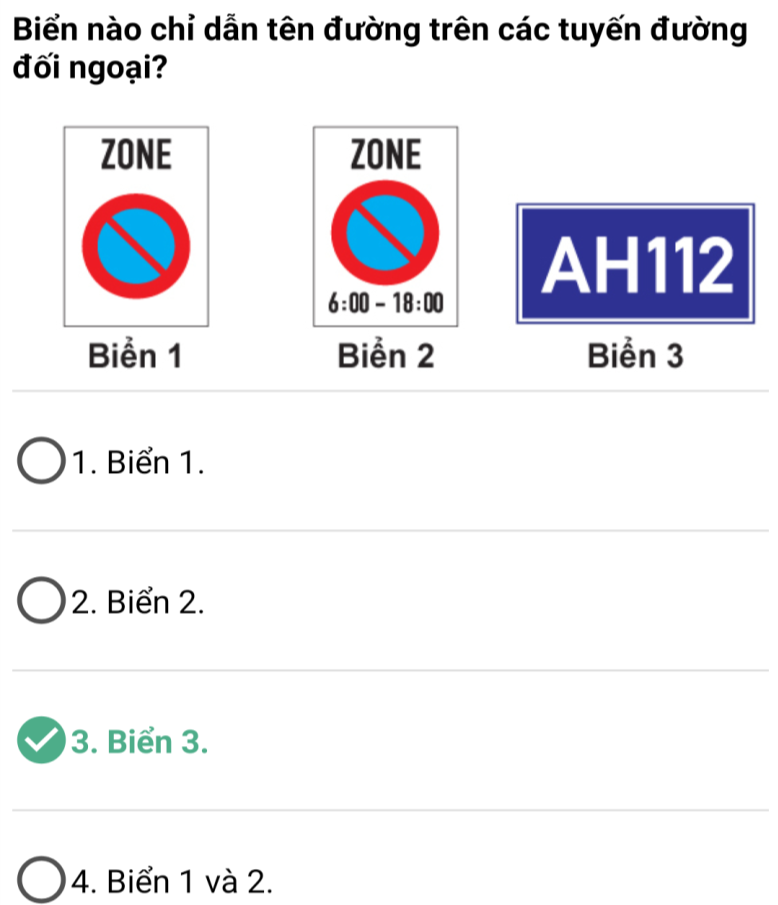 Biển nào chỉ dẫn tên đường trên các tuyến đường
đối ngoại?
ZONE
ZONE
6:00 - 18:00
AH112
Biển 1
Biển 2
Biển 3
1. Biển 1.
2. Biển 2.
3. Biển 3.
4. Biển 1 và 2.